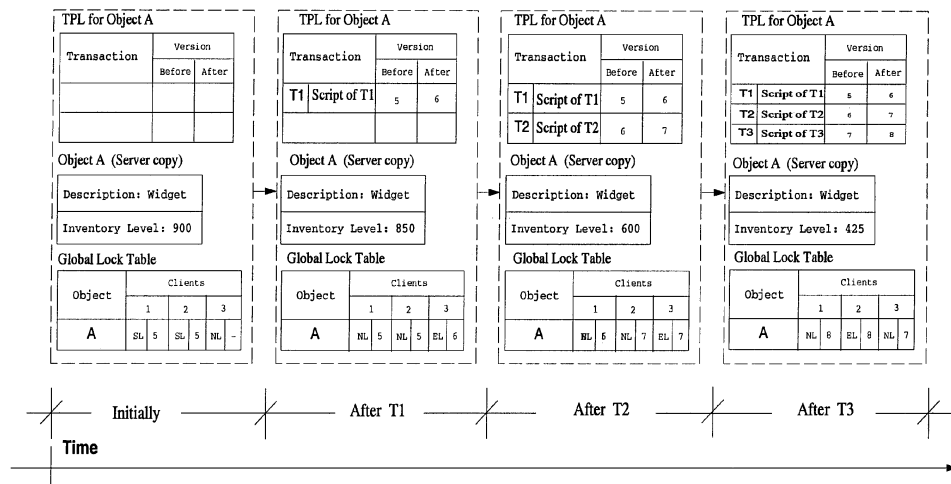 TPL for Object A
Transaction
Version
Before After
Object A (Server copy)
Description: Widget
Inventory Level: 900
Global Lock Table
Object
Clients
1 2 3
A SL 5 SL 5 NL -
TPL for Object A
Transaction
Version
Before After
T1 Script of T1 5 6
Object A (Server copy)
Description: Widget
Inventory Level: 850
Global Lock Table
Object
Clients
1 2 3
A NL 5 NL 5 EL 6
TPL for Object A
Transaction
Version
Before After
T1 Script of T1 5 6
T2 Script of T2 6 7
Object A (Server copy)
Description: Widget
Inventory Level: 600
Global Lock Table
Object
Clients
1 2 3
A NL 6 NL 7 EL 7
TPL for Object A
Transaction
Version
Before After
T1 Script of T1 5 6
T2 Script of T2 6 7
T3 Script of T3 7 8
Object A (Server copy)
Description: Widget
Inventory Level: 425
Global Lock Table
Object
Clients
1 2 3
A NL 8 EL 8 NL 7
Initially
After T1
After T2
After T3
Time